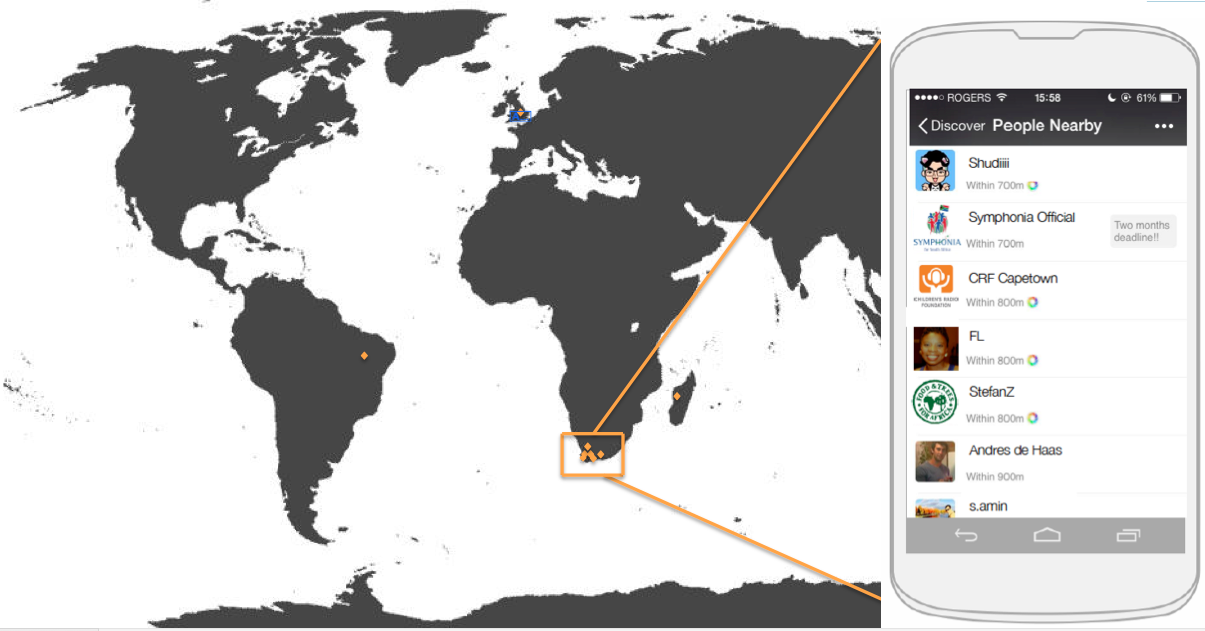 ROGERS 15:58 61%
Discover People Nearby
Shudiiii
Within 700m
Symphonia Official
Two months
deadline!!
SYMPHONIA
Within 700m
CRF Capetown
CHILDREN'S RADIO
FOUNDATION
Within 800m
FL
Within 800m
StefanZ
FOOD & TREES
FOR AFRICA
Within 800m
Andres de Haas
Within 900m
s.amin